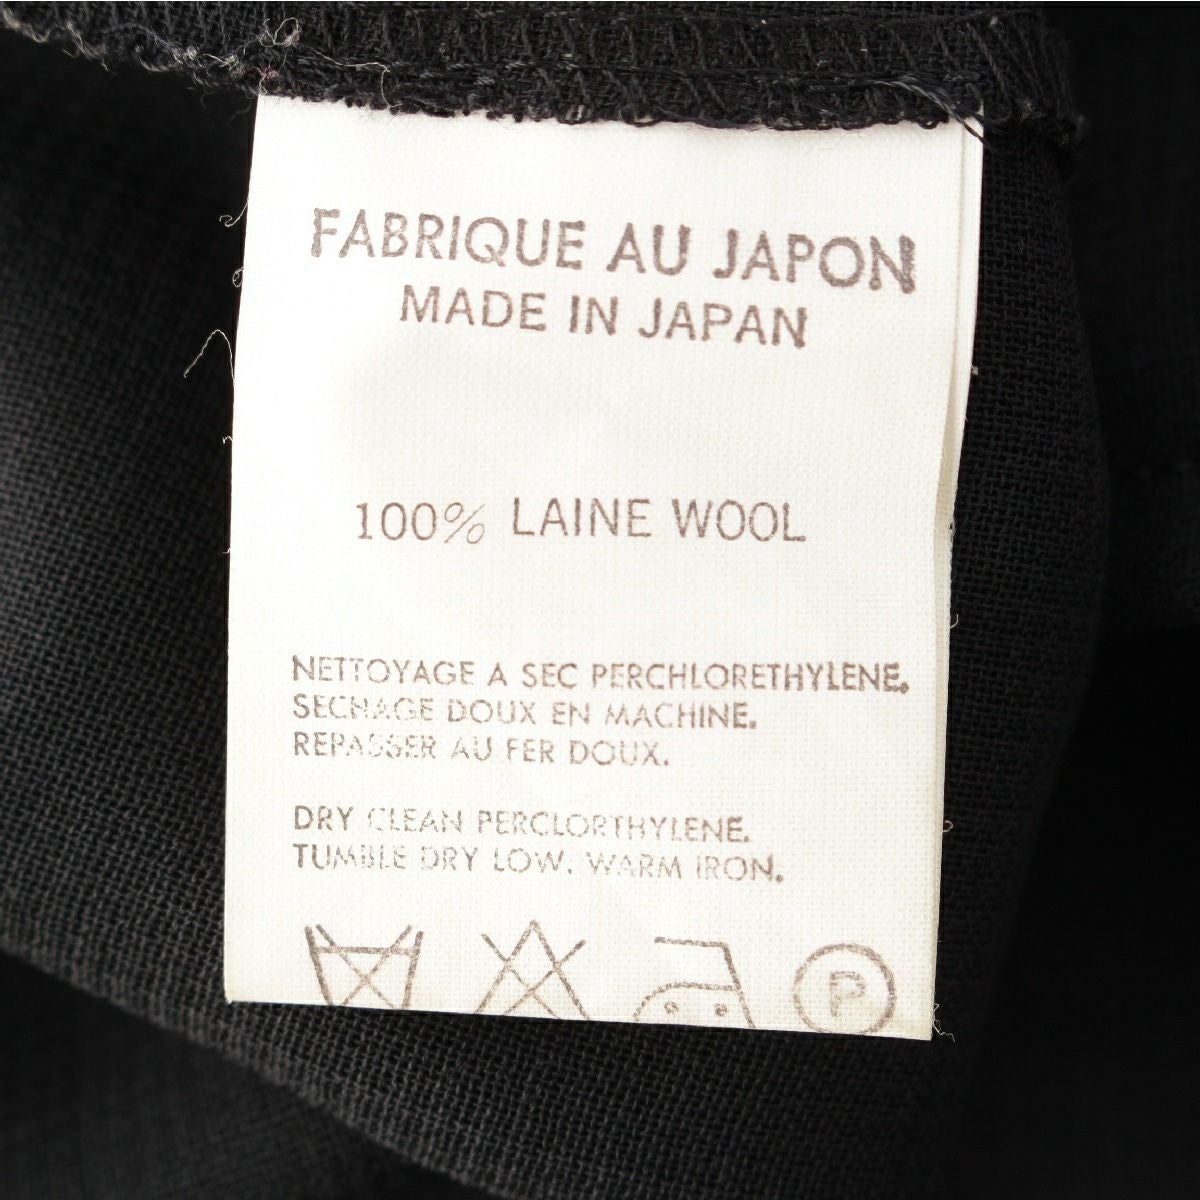 FABRIQUE AU JAPON
MADE IN JAPAN
100% LAINE WOOL
NETTOYAGE A SEC PERCHLORETHYLENE.
SECHAGE DOUX EN MACHINE.
REPASSER AU FER DOUX.
DRY CLEAN PERCLORTHYLENE.
TUMBLE DRY LOW. WARM IRON.
P